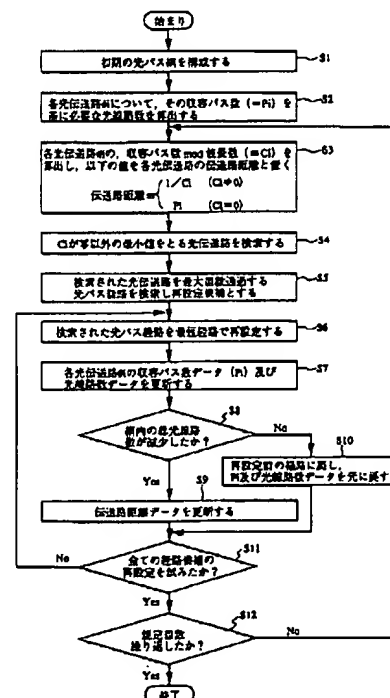 始まり
初期の光パス網を構成する
S1
各光伝送路#iについて,その収容パス数(=Pi)を
基に必要な光線路数を算出する
S2
各光伝送路#iの,収容パス数 mod 波長数(=Ci)を
算出し,以下の値を各光伝送路の伝送路距離と置く
伝送路距離=
1/Ci (Ci≠0)
Pi (Ci=0)
S3
Ciが零以外の最小値をとる光伝送路を検索する
S4
検索された光伝送路を最大回数通過する
光パス経路を検索し再設定候補とする
S5
検索された光パス経路を最短経路で再設定する
S6
各光伝送路#iの収容パス数データ(Pi)及び
光線路数データを更新する
S7
網内の総光線路
数が減少したか?
S8
No
Yes
再設定前の経路に戻し,
Pi及び光線路数データを元に戻す
S10
伝送路距離データを更新する
S9
全ての経路候補の
再設定を試みたか?
S11
No
Yes
規定回数
繰り返したか?
S12
No
Yes
終了